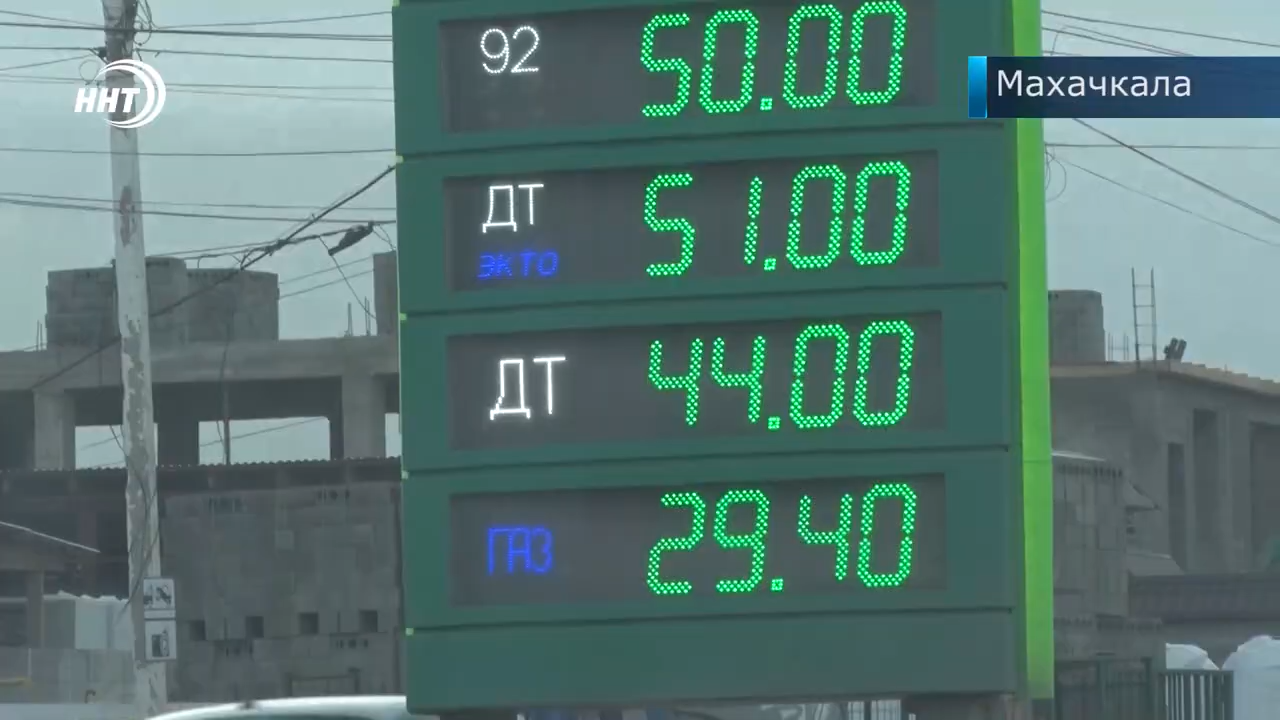 ННТ
Махачкала
92 50.00
ДТ 51.00
ЭКТО
ДТ 44.00
ГАЗ 29.40